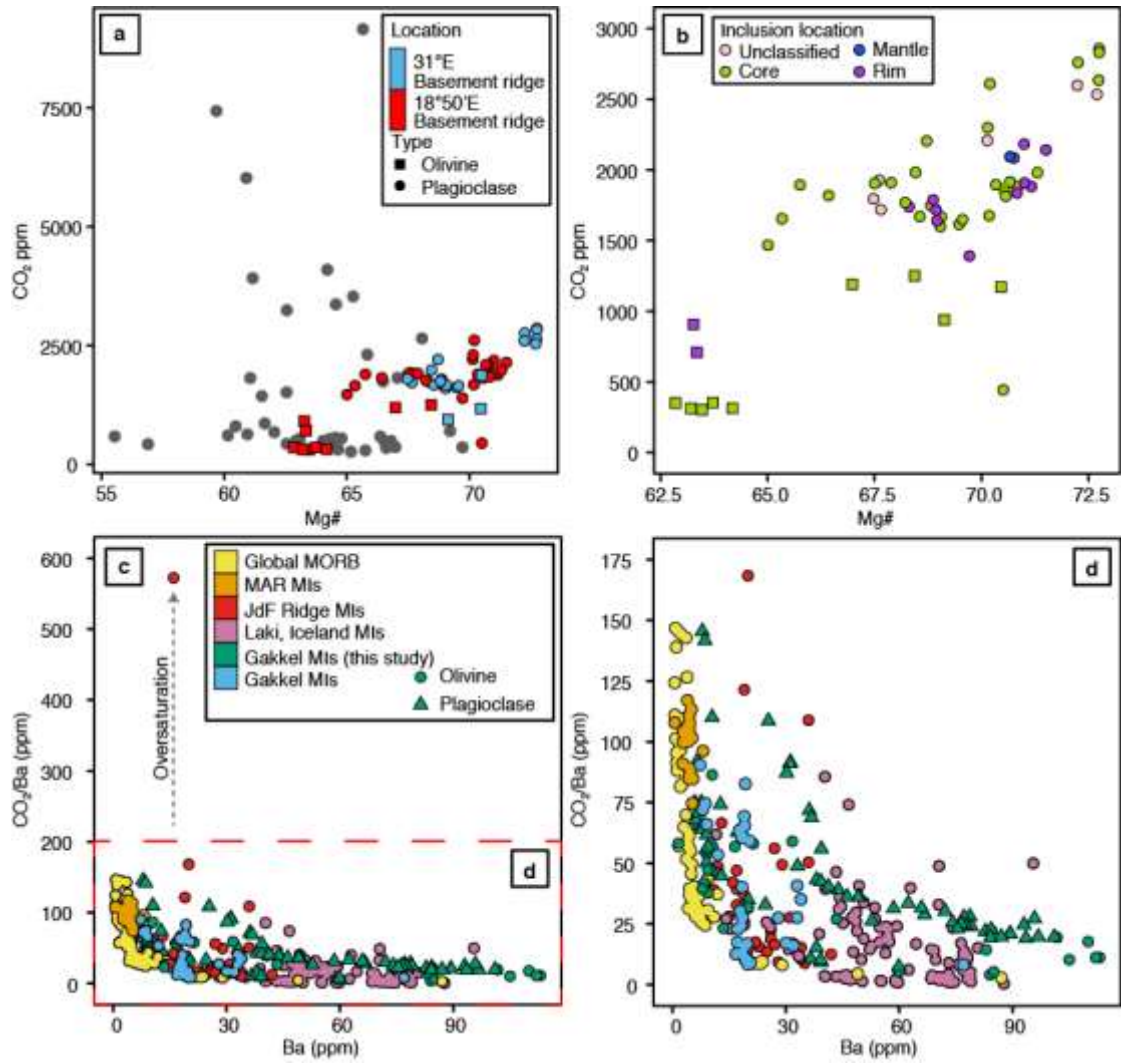 a
Location
31°E
Basement ridge
18°50'E
Basement ridge
Type
Olivine
Plagioclase
CO₂ ppm
7500
5000
2500
0
55 60 65 70
Mg#
b
Inclusion location
Unclassified Mantle
Core Rim
CO₂ ppm
3000
2500
2000
1500
1000
500
0
62.5 65.0 67.5 70.0 72.5
Mg#
c
Global MORB
MAR MIs
JdF Ridge MIs
Laki, Iceland MIs
Gakkel MIs (this study)
Gakkel MIs
Olivine
Plagioclase
Oversaturation
d
CO₂/Ba (ppm)
600
500
400
300
200
100
0
0 30 60 90
Ba (ppm)
d
CO₂/Ba (ppm)
175
150
125
100
75
50
25
0
0 30 60 90
Ba (ppm)